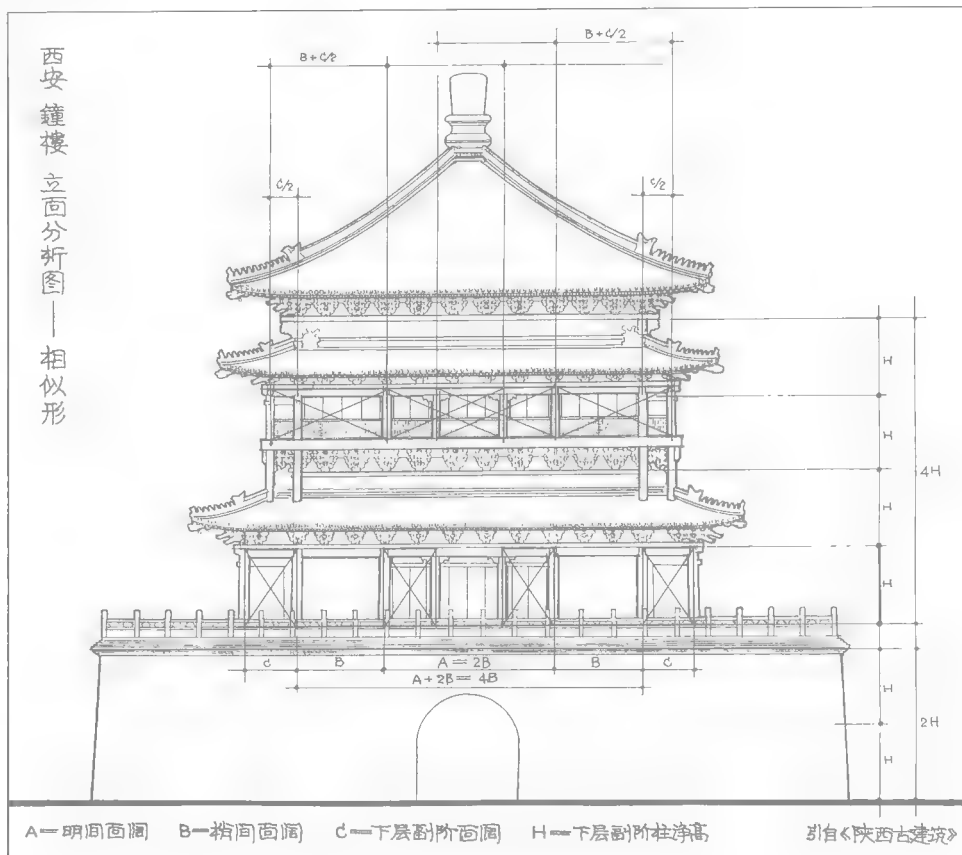 西安 鐘樓 立面分析图——相似形
B+C/2
B+C/2
C/2
C/2
H
H
4H
H
H
C
B
A=2B
B
C
A+2B=4B
H
2H
H
A—明间面阔 B—梢间面阔 C—下层副阶面阔 H—下层副阶柱净高 引自《陕西古建筑》